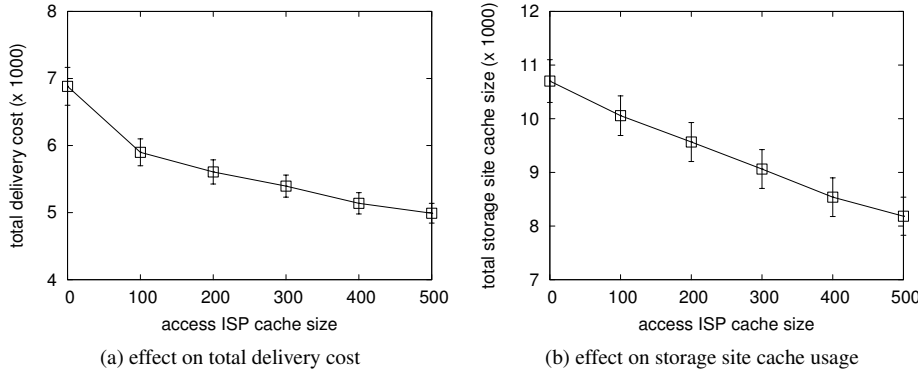 8
7
6
5
4
total delivery cost (x 1000)
0 100 200 300 400 500
access ISP cache size
(a) effect on total delivery cost
12
11
10
9
8
7
total storage site cache size (x 1000)
0 100 200 300 400 500
access ISP cache size
(b) effect on storage site cache usage